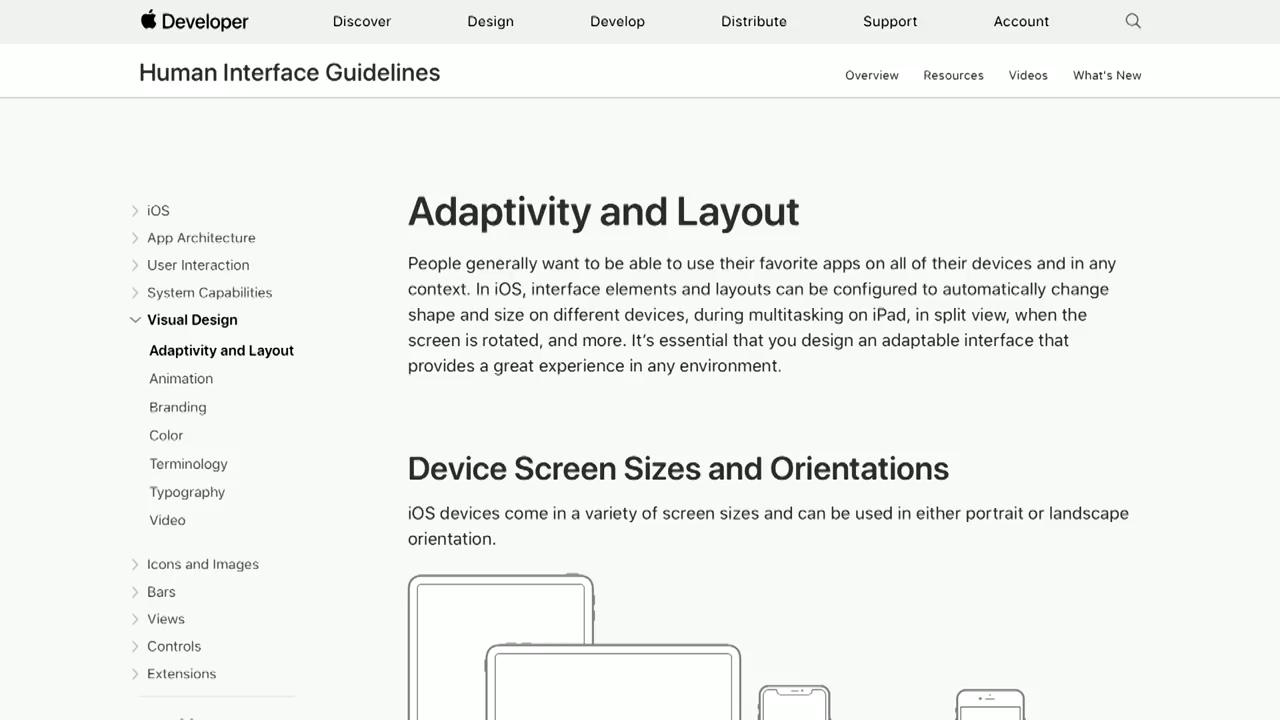 Developer
Discover
Design
Develop
Distribute
Support
Account
Human Interface Guidelines
Overview
Resources
Videos
What's New
iOS
App Architecture
User Interaction
System Capabilities
Visual Design
Adaptivity and Layout
Animation
Branding
Color
Terminology
Typography
Video
Icons and Images
Bars
Views
Controls
Extensions
Adaptivity and Layout
People generally want to be able to use their favorite apps on all of their devices and in any
context. In iOS, interface elements and layouts can be configured to automatically change
shape and size on different devices, during multitasking on iPad, in split view, when the
screen is rotated, and more. It’s essential that you design an adaptable interface that
provides a great experience in any environment.
Device Screen Sizes and Orientations
iOS devices come in a variety of screen sizes and can be used in either portrait or landscape
orientation.